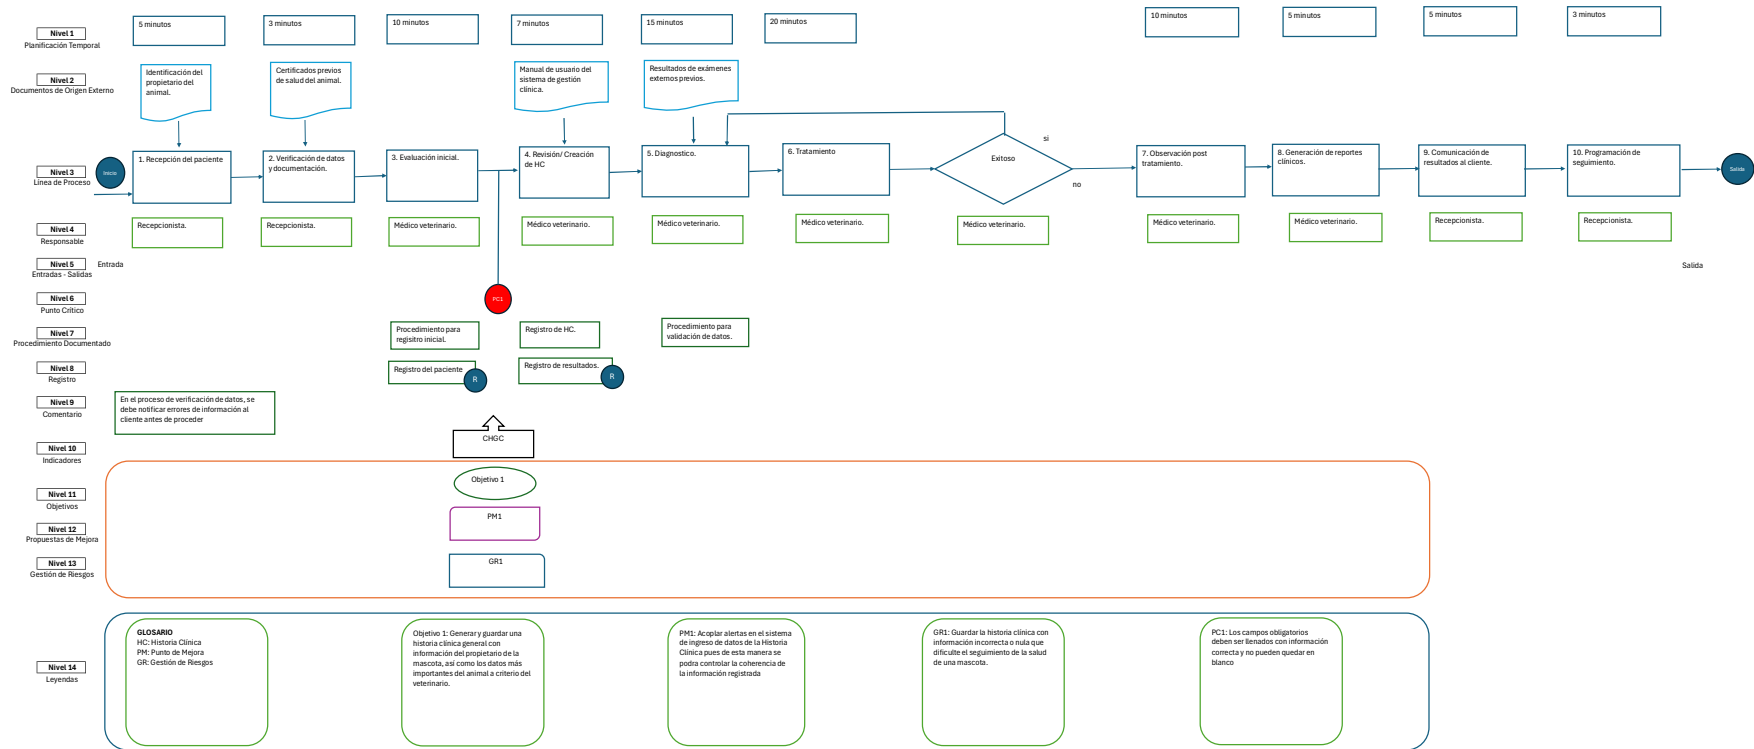 5 minutos
3 minutos
10 minutos
7 minutos
15 minutos
20 minutos
10 minutos
5 minutos
5 minutos
3 minutos
Nivel 1
Planificación Temporal
Nivel 2
Documentos de Origen Externo
Identificación del
propietario del
animal.
Certificados previos
de salud del animal.
Manual de usuario del
sistema de gestión
clínica.
Resultados de exámenes
externos previos.
Nivel 3
Línea de Proceso
Inicio
1. Recepción del paciente
2. Verificación de datos
y documentación.
3. Evaluación inicial.
4. Revisión/ Creación
de HC
5. Diagnostico.
6. Tratamiento
Exitoso
si
no
7. Observación post
tratamiento.
8. Generación de reportes
clínicos.
9. Comunicación de
resultados al cliente.
10. Programación de
seguimiento.
Salida
Nivel 4
Responsable
Recepcionista.
Recepcionista.
Médico veterinario.
Médico veterinario.
Médico veterinario.
Médico veterinario.
Médico veterinario.
Médico veterinario.
Médico veterinario.
Recepcionista.
Recepcionista.
Nivel 5
Entradas - Salidas
Entrada
Salida
Nivel 6
Punto Crítico
PC1
Nivel 7
Procedimiento Documentado
Procedimiento para
regisitro inicial.
Registro de HC.
Procedimiento para
validación de datos.
Nivel 8
Registro
Registro del paciente
R
Registro de resultados.
R
Nivel 9
Comentario
En el proceso de verificación de datos, se
debe notificar errores de información al
cliente antes de proceder
Nivel 10
Indicadores
CHGC
Nivel 11
Objetivos
Objetivo 1
Nivel 12
Propuestas de Mejora
PM1
Nivel 13
Gestión de Riesgos
GR1
Nivel 14
Leyendas
GLOSARIO
HC: Historia Clínica
PM: Punto de Mejora
GR: Gestión de Riesgos
Objetivo 1: Generar y guardar una
historia clínica general con
información del propietario de la
mascota, así como los datos más
importantes del animal a criterio del
veterinario.
PM1: Acoplar alertas en el sistema
de ingreso de datos de la Historia
Clínica pues de esta manera se
podra controlar la coherencia de
la información registrada
GR1: Guardar la historia clínica con
información incorrecta o nula que
dificulte el seguimiento de la salud
de una mascota.
PC1: Los campos obligatorios
deben ser llenados con información
correcta y no pueden quedar en
blanco